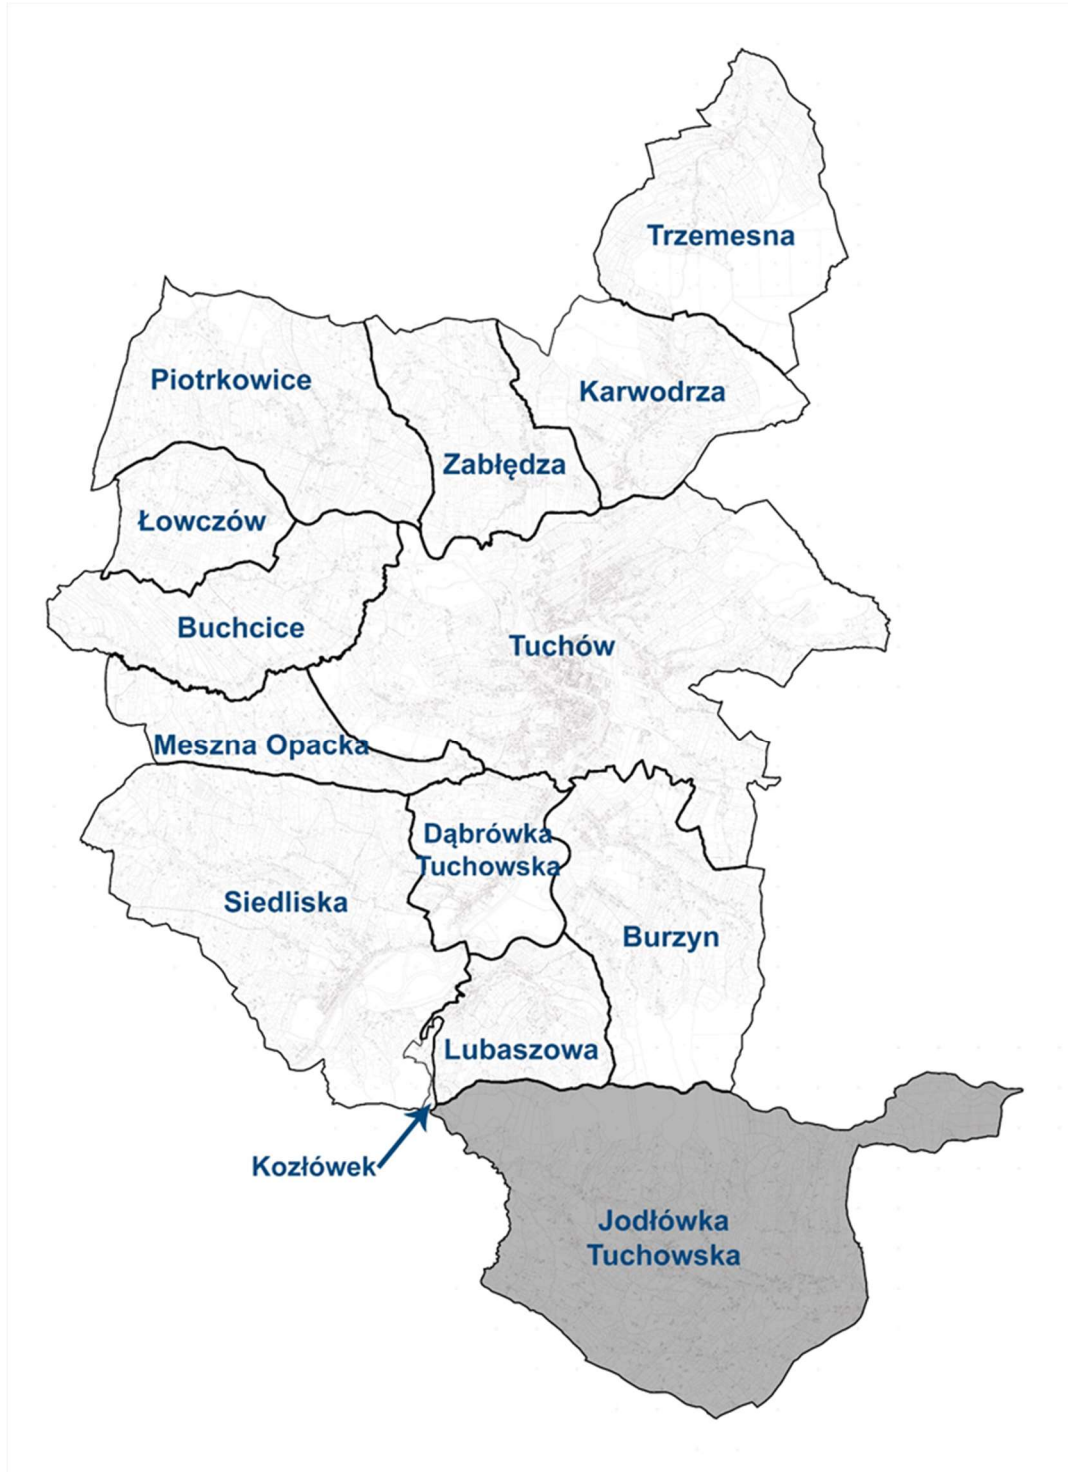 Trzemesna
Piotrkowice
Karwodrza
Zabłędza
Łowczów
Buchcice
Tuchów
Meszna Opacka
Dąbrówka
Tuchowska
Siedliska
Burzyn
Lubaszowa
Kozłówek
Jodłówka
Tuchowska